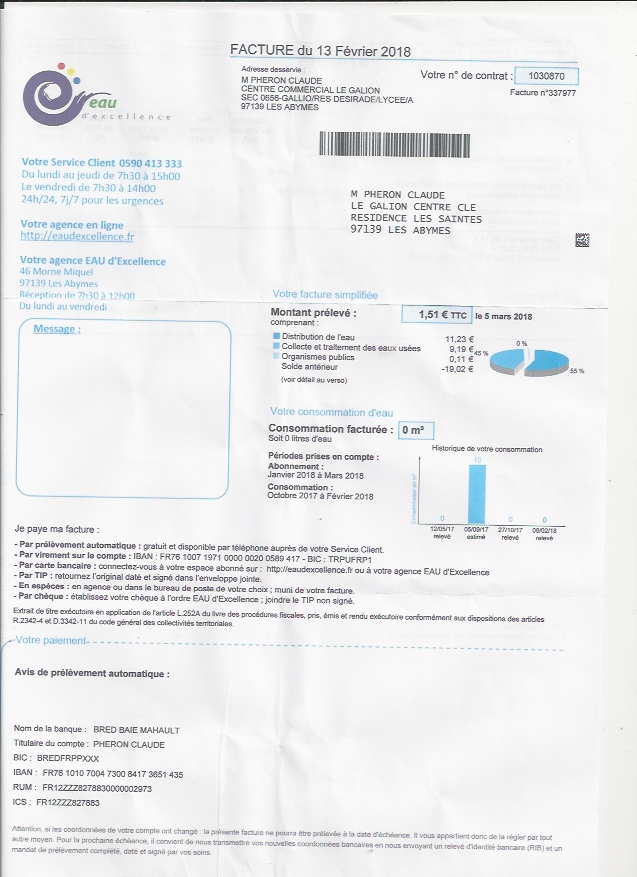 FACTURE du 13 Février 2018
eau
d'excellence
Adresse desservie :
M PHERON CLAUDE
CENTRE COMMERCIAL LE GALION
SEC 0656-GALLIO/RES DESIRADE/LYCEE/A
97139 LES ABYMES
Votre n° de contrat : 1030870
Facture n°337977
Votre Service Client 0590 413 333
Du lundi au jeudi de 7h30 à 15h00
Le vendredi de 7h30 à 14h00
24h/24, 7j/7 pour les urgences
M PHERON CLAUDE
LE GALION CENTRE CLE
RESIDENCE LES SAINTES
97139 LES ABYMES
Votre agence en ligne
http://eaudexcellence.fr
Votre agence EAU d'Excellence
46 Morne Miquel
97139 Les Abymes
Réception de 7h30 à 12h00
Du lundi au vendredi
Message :
Votre facture simplifiée
Montant prélevé : 1,51 € TTC le 5 mars 2018
comprenant :
Distribution de l'eau 11,23 €
Collecte et traitement des eaux usées 9,19 €
Organismes publics 0,11 €
Solde antérieur -19,02 €
(voir détail au verso)
0 %
45 %
55 %
Votre consommation d'eau
Consommation facturée : 0 m³
Soit 0 litres d'eau
Périodes prises en compte :
Abonnement :
Janvier 2018 à Mars 2018
Consommation :
Octobre 2017 à Février 2018
Historique de votre consommation
Consommation en m³
0 10 0 0
12/05/17 05/09/17 27/10/17 09/02/18
relevé estimé relevé relevé
Je paye ma facture :
- Par prélèvement automatique : gratuit et disponible par téléphone auprès de votre Service Client.
- Par virement sur le compte : IBAN : FR76 1007 1971 0000 0020 0589 417 - BIC : TRPUFRP1
- Par carte bancaire : connectez-vous à votre espace abonné sur : http://eaudexcellence.fr ou à votre agence EAU d'Excellence
- Par TIP : retournez l'original daté et signé dans l'enveloppe jointe.
- En espèces : en agence ou dans le bureau de poste de votre choix ; muni de votre facture.
- Par chèque : établissez votre chèque à l'ordre EAU d'Excellence ; joindre le TIP non signé.
Extrait de titre exécutoire en application de l'article L.252A du livre des procédures fiscales, pris, émis et rendu exécutoire conformément aux dispositions des articles
R.2342-4 et D.3342-11 du code général des collectivités territoriales.
Votre paiement
Avis de prélèvement automatique :
Nom de la banque : BRED BAIE MAHAULT
Titulaire du compte : PHERON CLAUDE
BIC : BREDFRPPXXX
IBAN : FR76 1010 7004 7300 8417 3651 435
RUM : FR12ZZZ8278830000002973
ICS : FR12ZZZ827883
Attention, si les coordonnées de votre compte ont changé : la présente facture ne pourra être prélevée à la date d'échéance. Il vous appartient donc de la régler par tout
autre moyen. Pour la prochaine échéance, il convient de nous transmettre vos nouvelles coordonnées bancaires en nous envoyant un relevé d'identité bancaire (RIB) et un
mandat de prélèvement complété, daté et signé par vos soins.